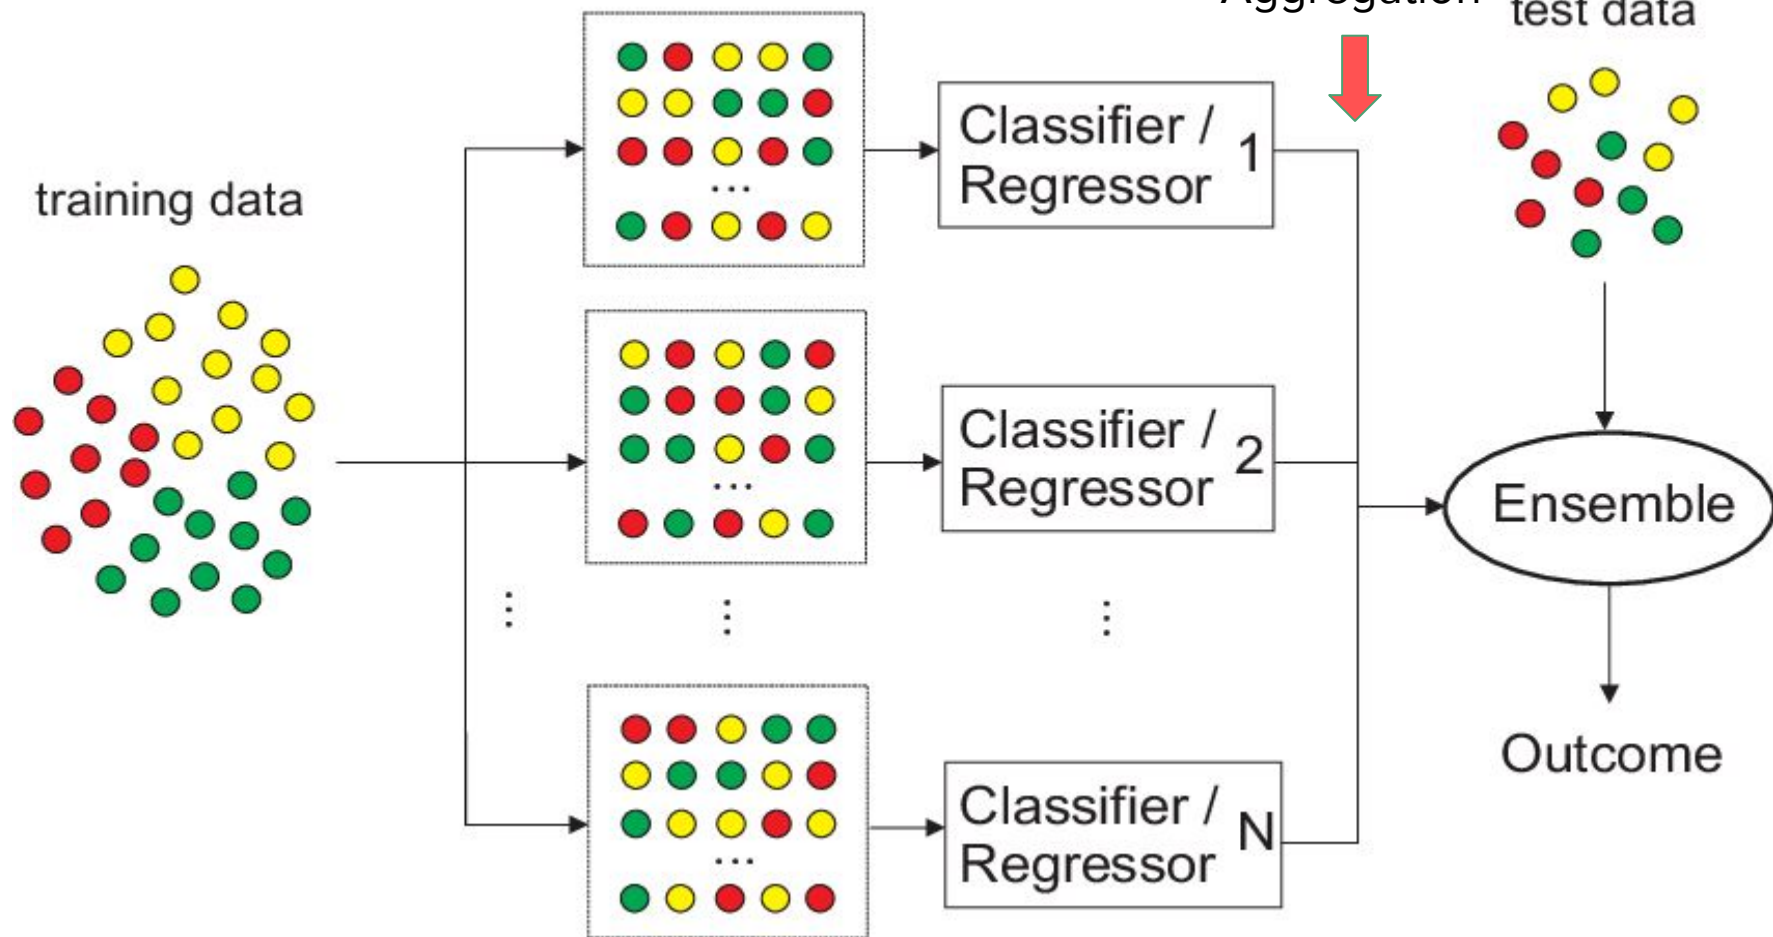 Aggregation
test data
training data
Classifier /
Regressor 1
...
Classifier /
Regressor 2
...
Ensemble
...
...
...
Classifier /
Regressor N
...
Outcome